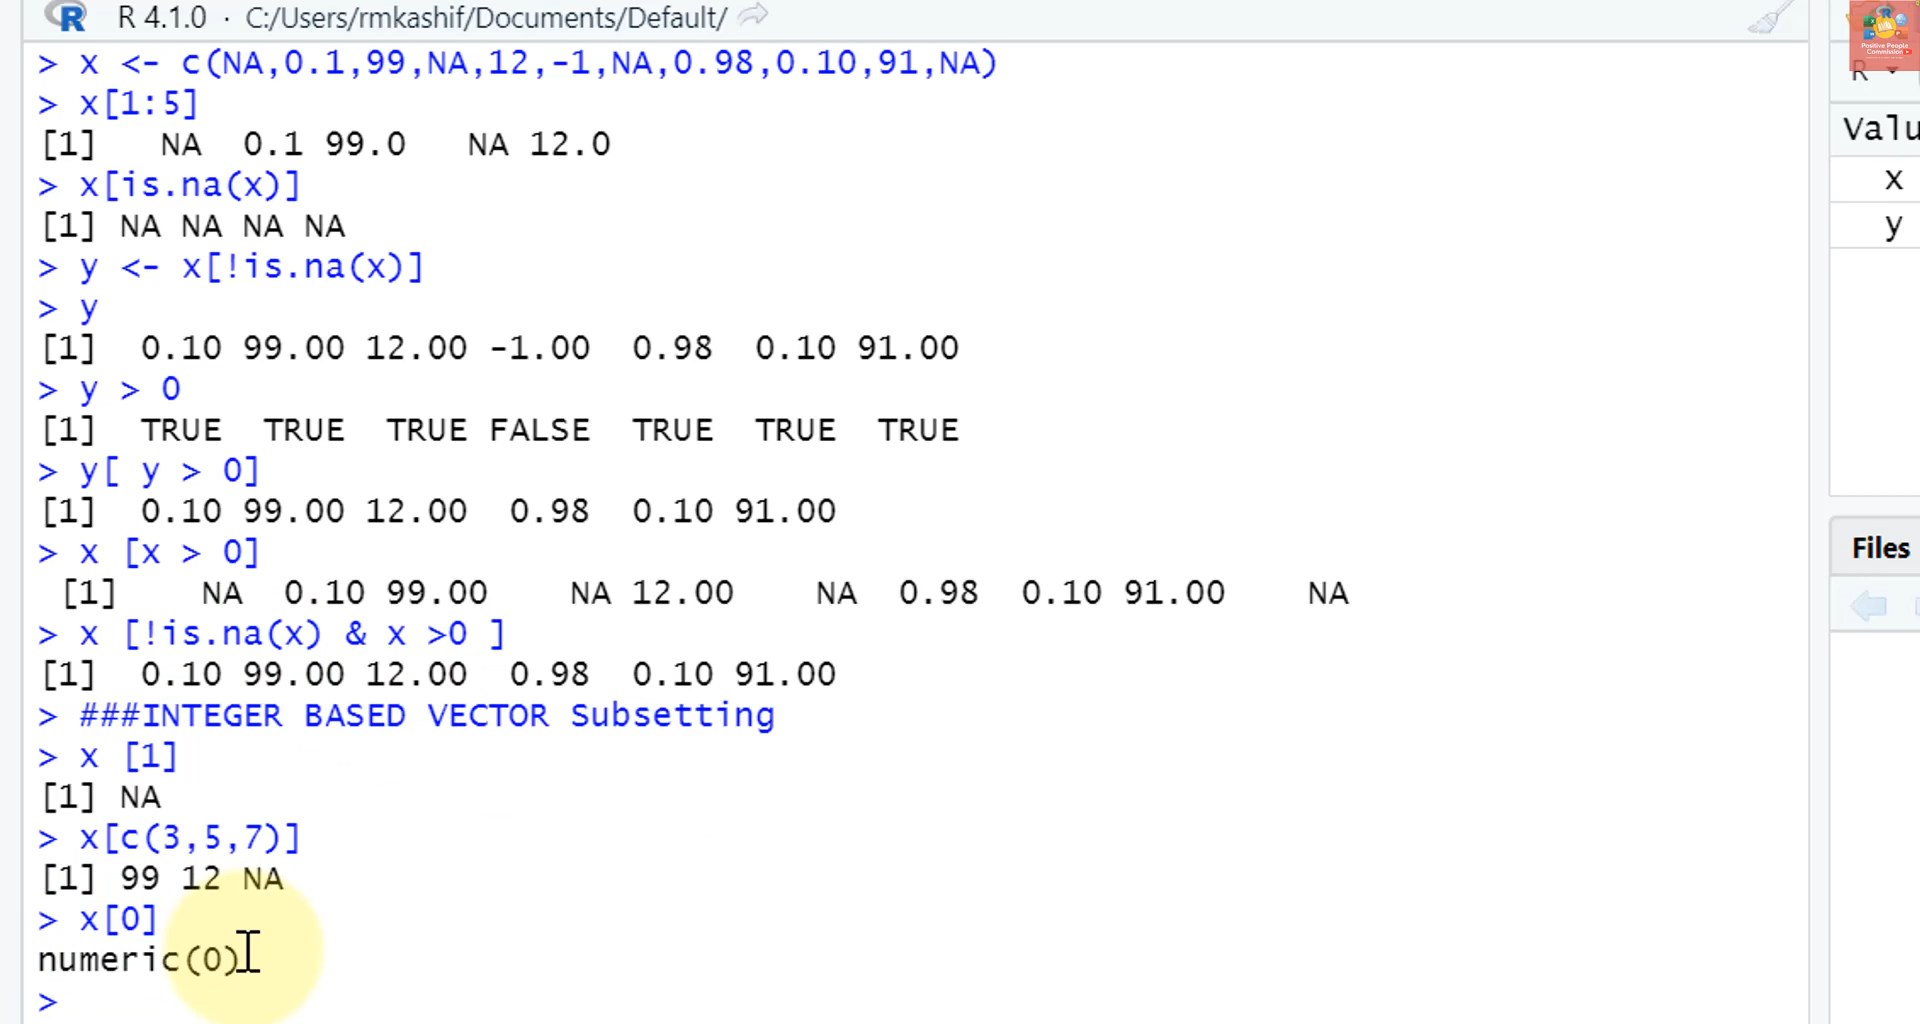 R 4.1.0 · C:/Users/rmkashif/Documents/Default/
> x <- c(NA,0.1,99,NA,12,-1,NA,0.98,0.10,91,NA)
> x[1:5]
[1]   NA  0.1 99.0   NA 12.0
> x[is.na(x)]
[1] NA NA NA NA
> y <- x[!is.na(x)]
> y
[1]  0.10 99.00 12.00 -1.00  0.98  0.10 91.00
> y > 0
[1]  TRUE  TRUE  TRUE FALSE  TRUE  TRUE  TRUE
> y[ y > 0]
[1]  0.10 99.00 12.00  0.98  0.10 91.00
> x [x > 0]
 [1]    NA  0.10 99.00    NA 12.00    NA  0.98  0.10 91.00    NA
> x [!is.na(x) & x >0 ]
[1]  0.10 99.00 12.00  0.98  0.10 91.00
> ###INTEGER BASED VECTOR Subsetting
> x [1]
[1] NA
> x[c(3,5,7)]
[1] 99 12 NA
> x[0]
numeric(0)
>
Positive People
Commission
R
Valu
x
y
Files